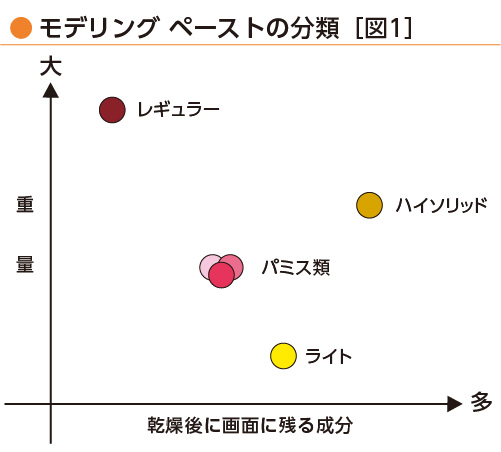 モデリング ペーストの分類［図1］
大
レギュラー
重
ハイソリッド
量
パミス類
ライト
多
乾燥後に画面に残る成分